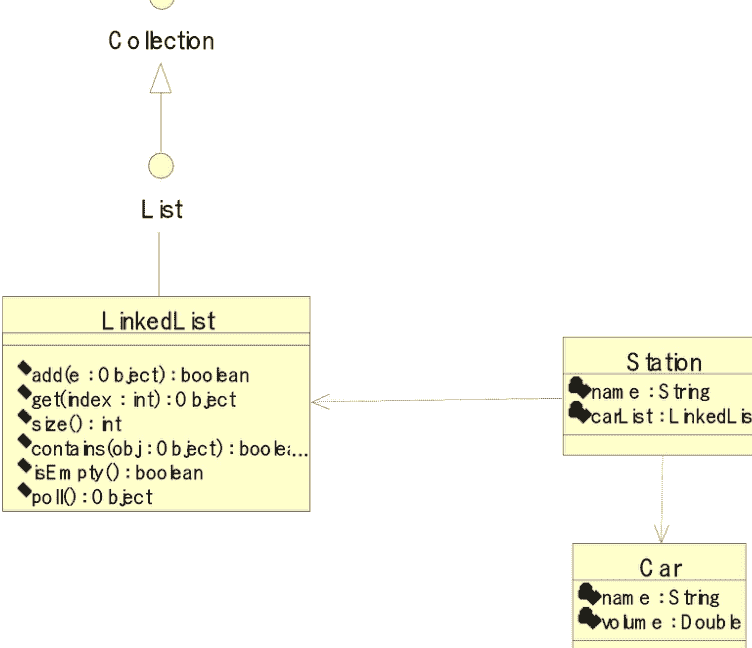 Collection
List
LinkedList
add(e : Object) : boolean
get(index : int) : Object
size() : int
contains(obj : Object) : boolea...
isEmpty() : boolean
poll() : Object
Station
name : String
carList : LinkedLis
Car
name : String
volume : Double